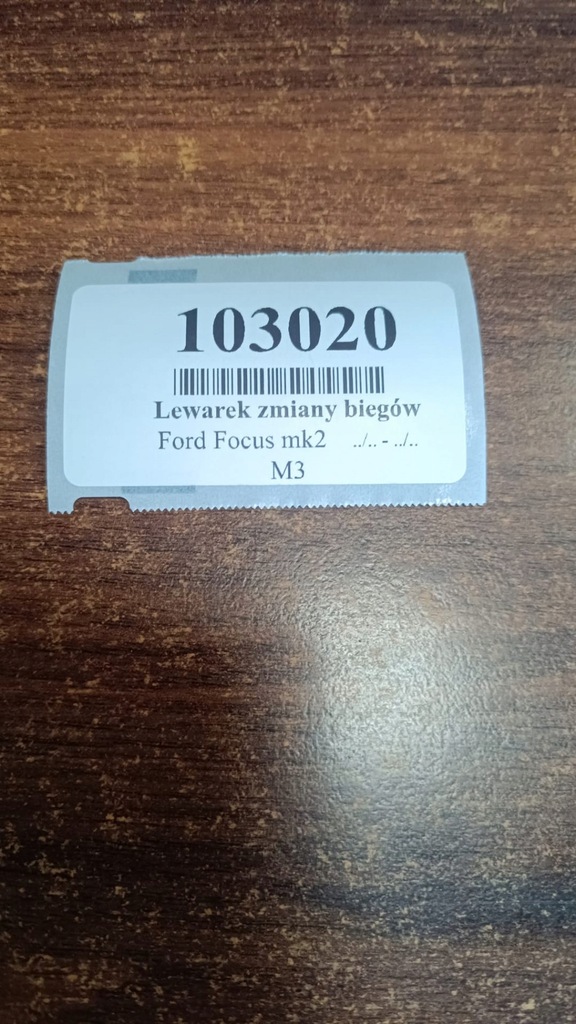 103020
Lewarek zmiany biegów
Ford Focus mk2 ../.. - ../..
M3